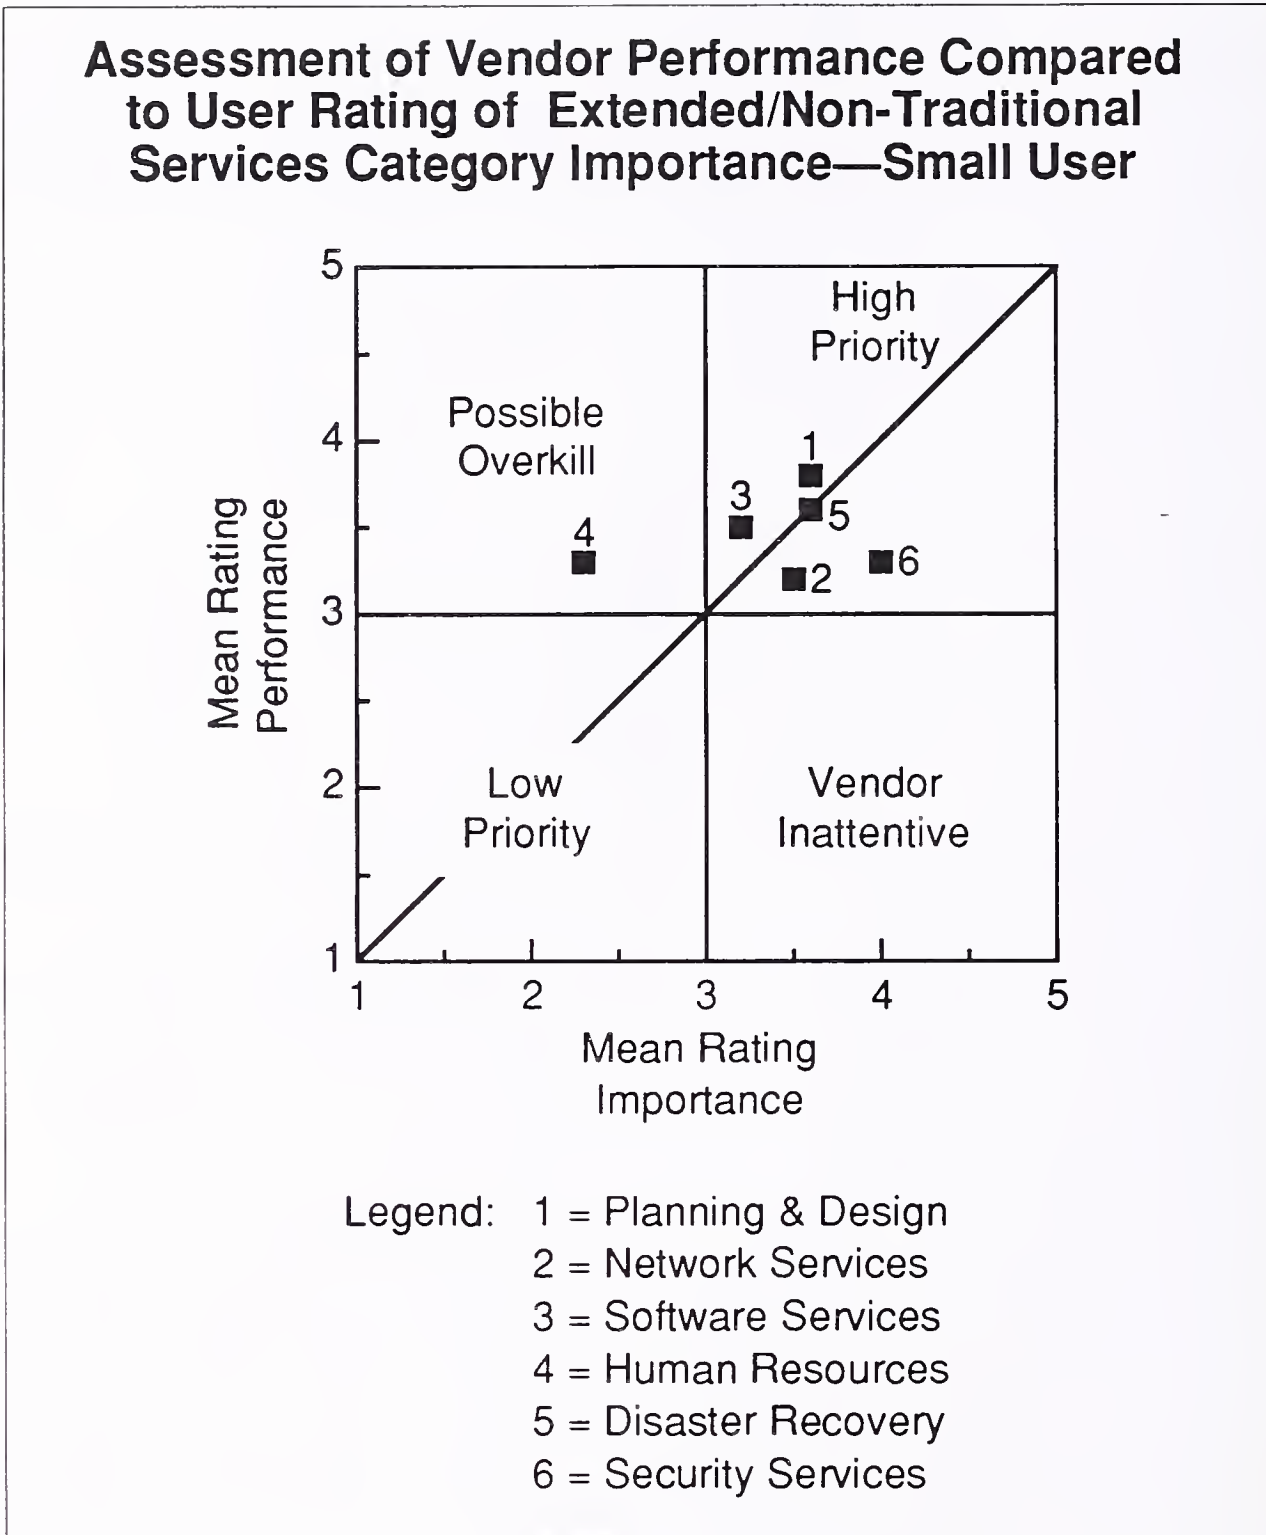 Assessment of Vendor Performance Compared
to User Rating of Extended/Non-Traditional
Services Category Importance—Small User
5
High
Priority
Possible
Overkill
4
1
3
5
4
6
2
Mean Rating
Performance
3
2
Low
Priority
Vendor
Inattentive
1
1 2 3 4 5
Mean Rating
Importance
Legend: 1 = Planning & Design
2 = Network Services
3 = Software Services
4 = Human Resources
5 = Disaster Recovery
6 = Security Services